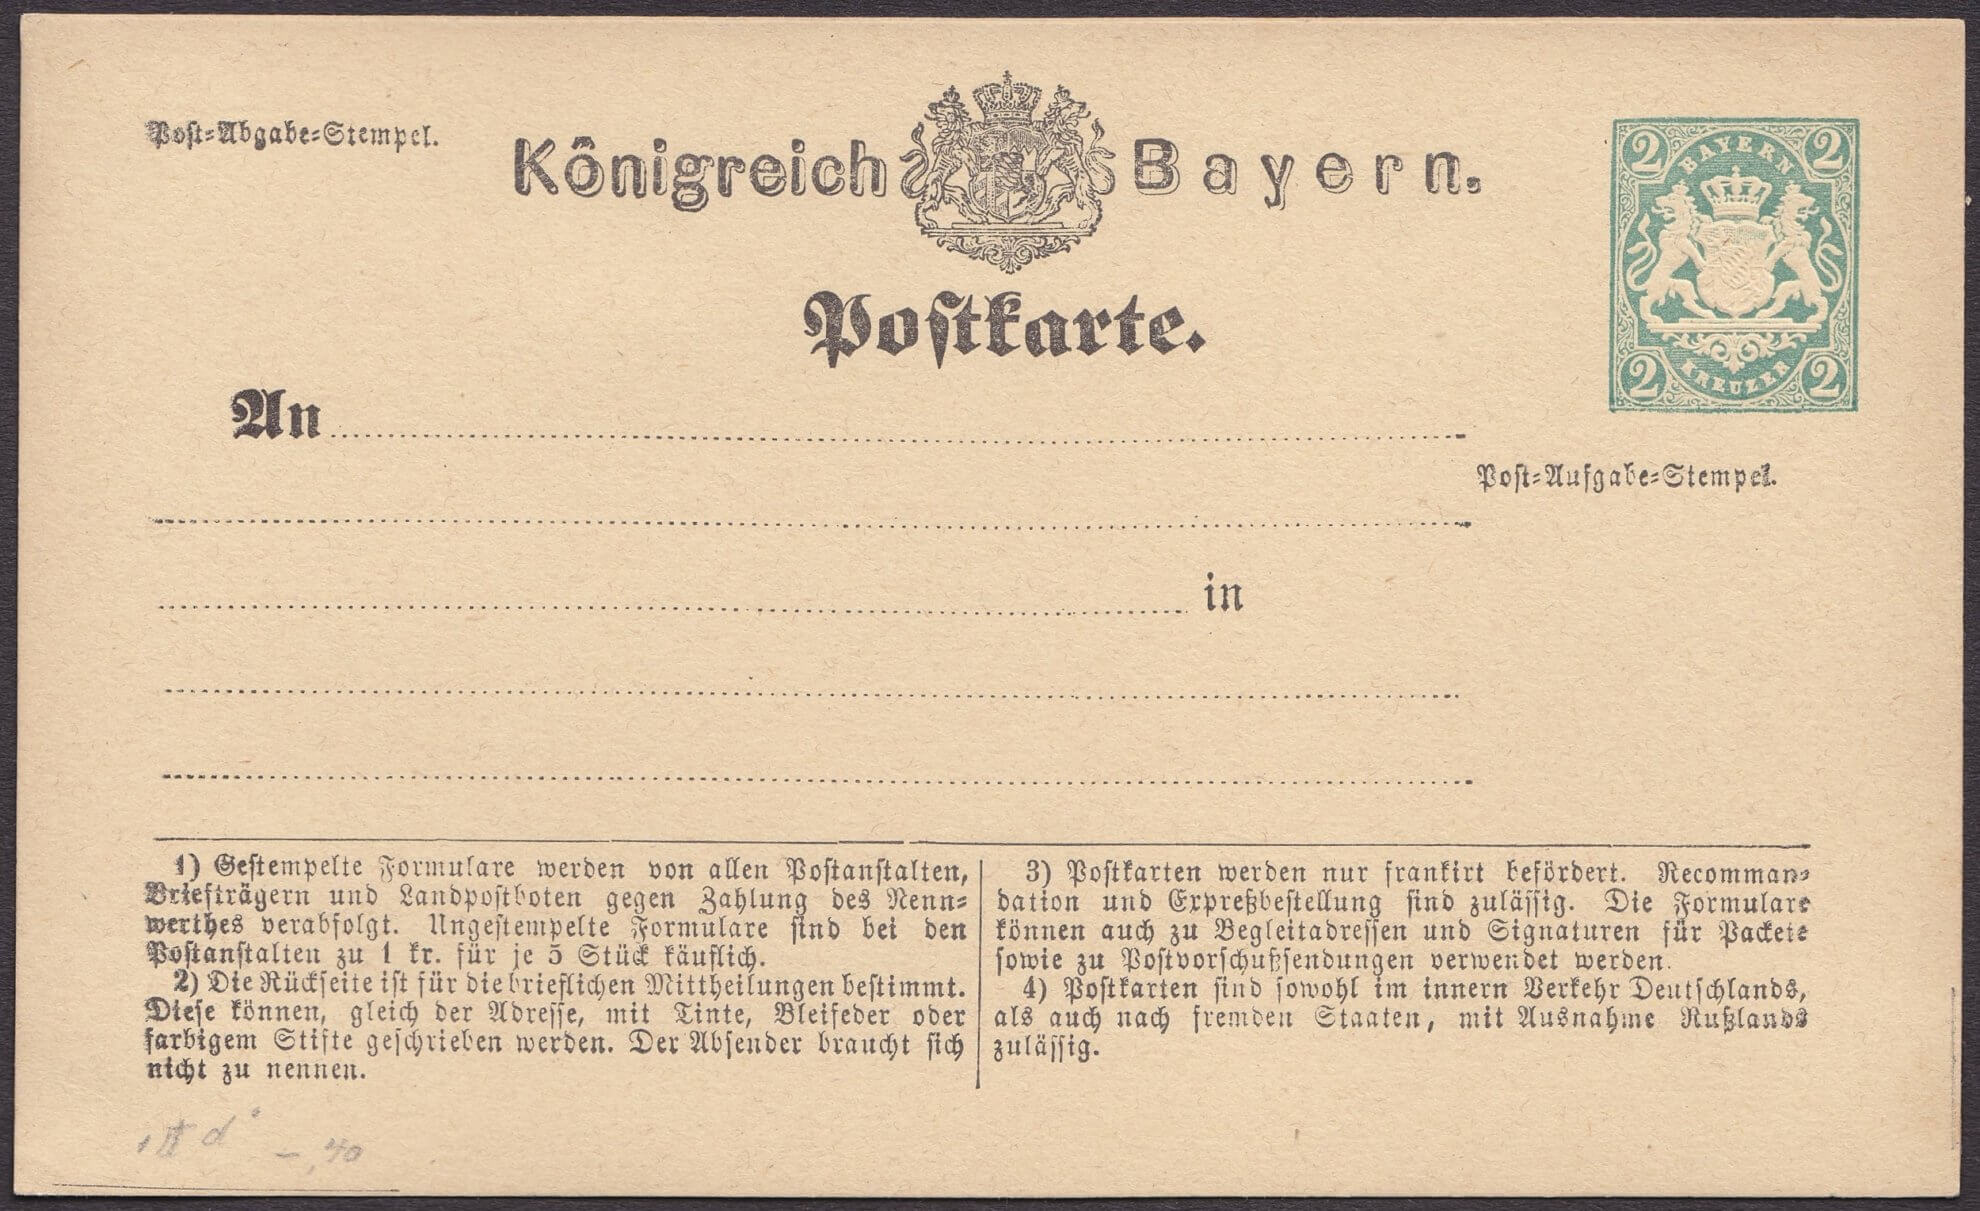 Post-Abgabe-Stempel.
Königreich Bayern.
2 BAYERN 2
2 KREUZER 2
Postkarte.
An
Post-Aufgabe-Stempel.
in
1) Gestempelte Formulare werden von allen Postanstalten,
Briefträgern und Landpostboten gegen Zahlung des Nenn-
werthes verabfolgt. Ungestempelte Formulare sind bei den
Postanstalten zu 1 kr. für je 5 Stück käuflich.
2) Die Rückseite ist für die brieflichen Mittheilungen bestimmt.
Diese können, gleich der Adresse, mit Tinte, Bleifeder oder
farbigem Stifte geschrieben werden. Der Absender braucht sich
nicht zu nennen.
3) Postkarten werden nur frankirt befördert. Recomman-
dation und Expreßbestellung sind zulässig. Die Formulare
können auch zu Begleitadressen und Signaturen für Packete
sowie zu Postvorschußsendungen verwendet werden.
4) Postkarten sind sowohl im innern Verkehr Deutschlands,
als auch nach fremden Staaten, mit Ausnahme Rußlands
zulässig.